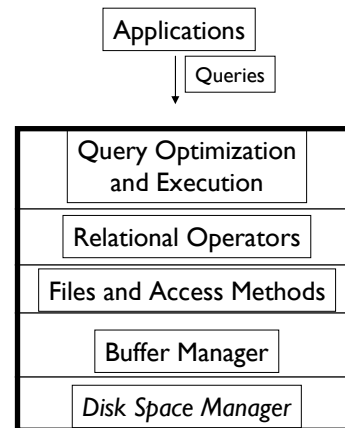 Applications
Queries
Query Optimization
and Execution
Relational Operators
Files and Access Methods
Buffer Manager
Disk Space Manager